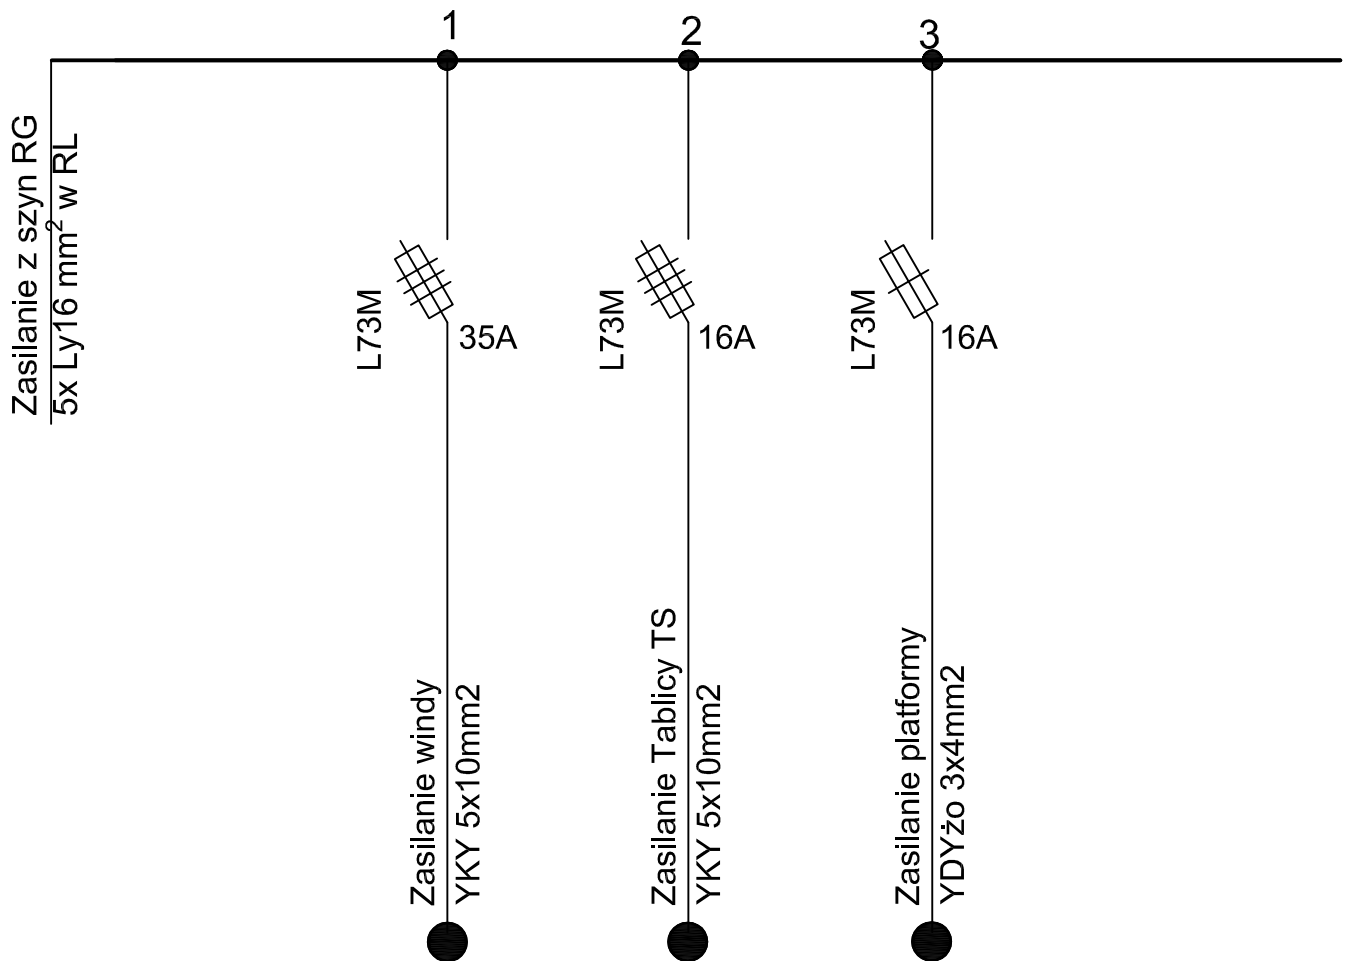 1
2
3
Zasilanie z szyn RG
5x Ly16 mm² w RL
L73M
35A
L73M
16A
L73M
16A
Zasilanie windy
YKY 5x10mm2
Zasilanie Tablicy TS
YKY 5x10mm2
Zasilanie platformy
YDYżo 3x4mm2